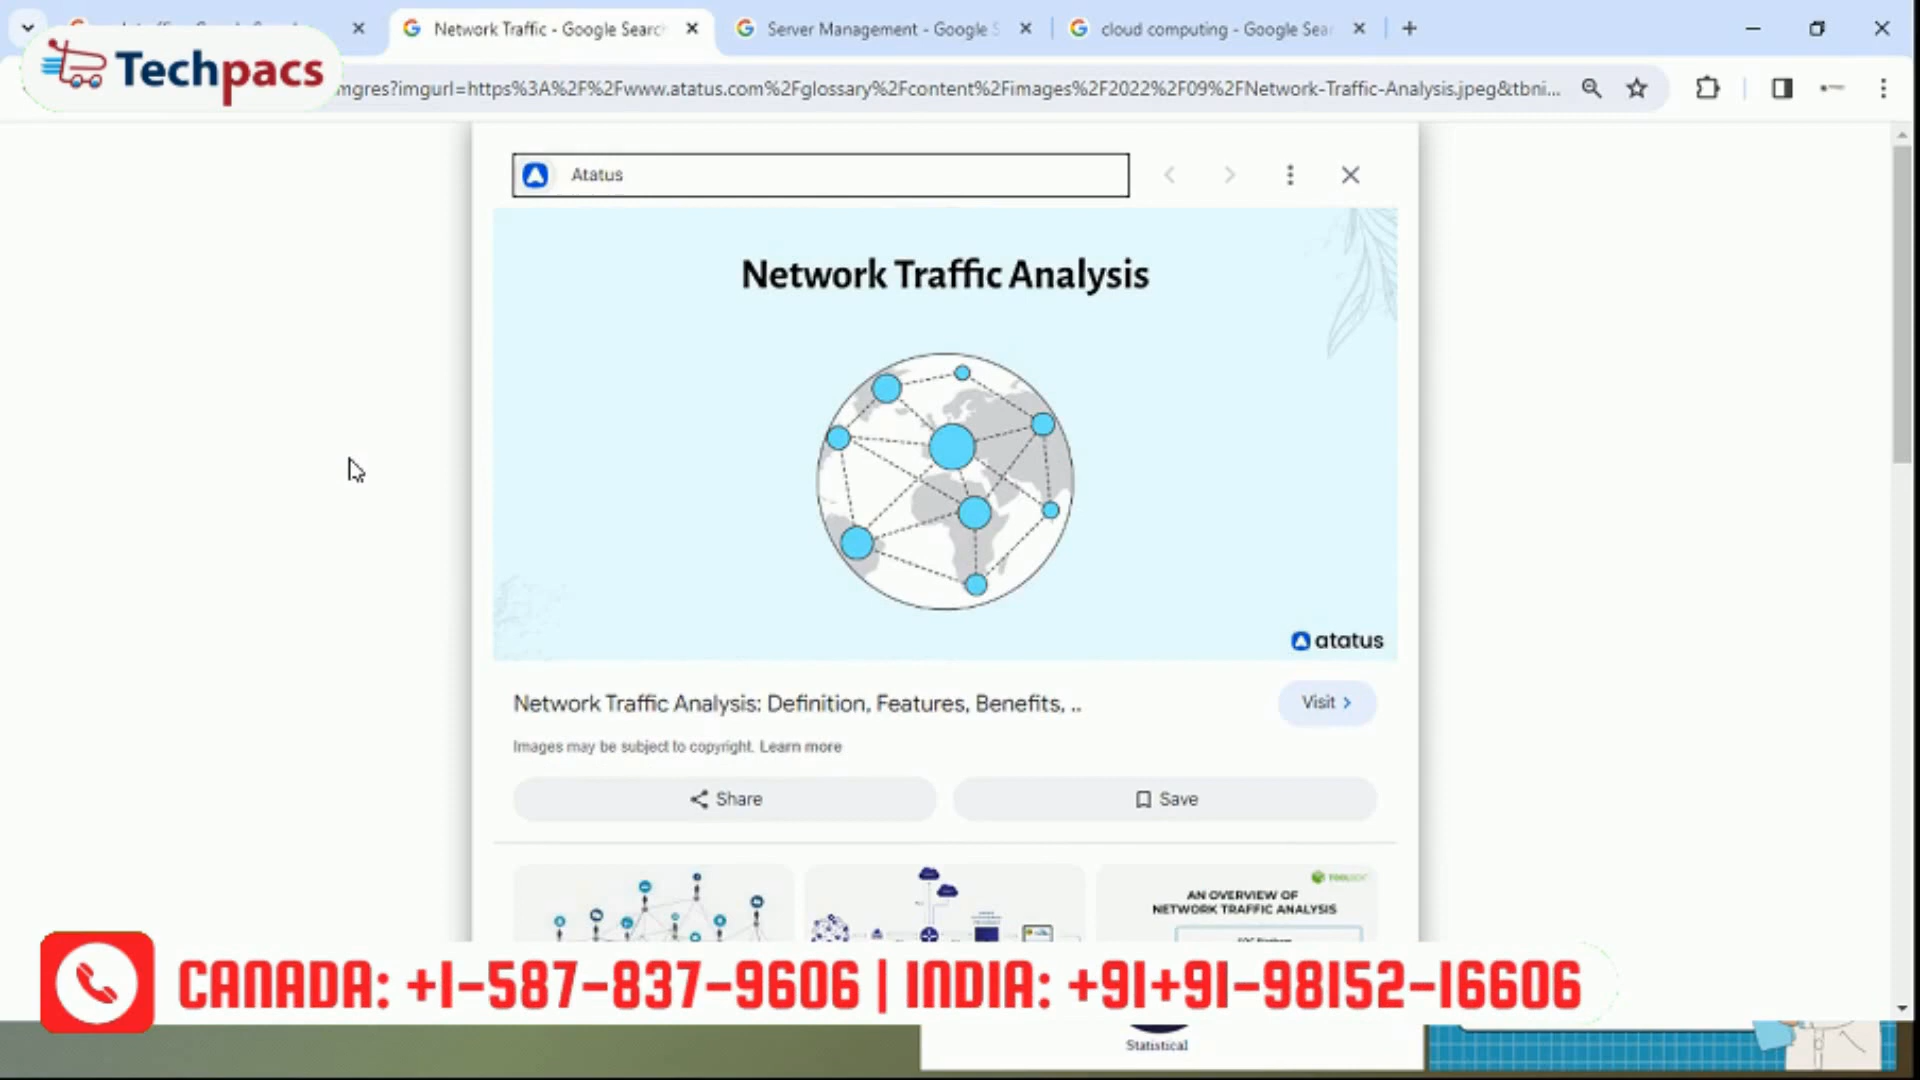 Network Traffic - Google Search
Server Management - Google S
cloud computing - Google Sear
Techpacs
mgres?imgurl=https%3A%2F%2Fwww.atatus.com%2Fglossary%2Fcontent%2Fimages%2F2022%2F09%2FNetwork-Traffic-Analysis.jpeg&tbni...
Atatus
Network Traffic Analysis
atatus
Network Traffic Analysis: Definition, Features, Benefits, ..
Visit
Images may be subject to copyright. Learn more
Share
Save
AN OVERVIEW OF
NETWORK TRAFFIC ANALYSIS
CANADA: +1-587-837-9606 | INDIA: +91+91-98152-16606
Statistical